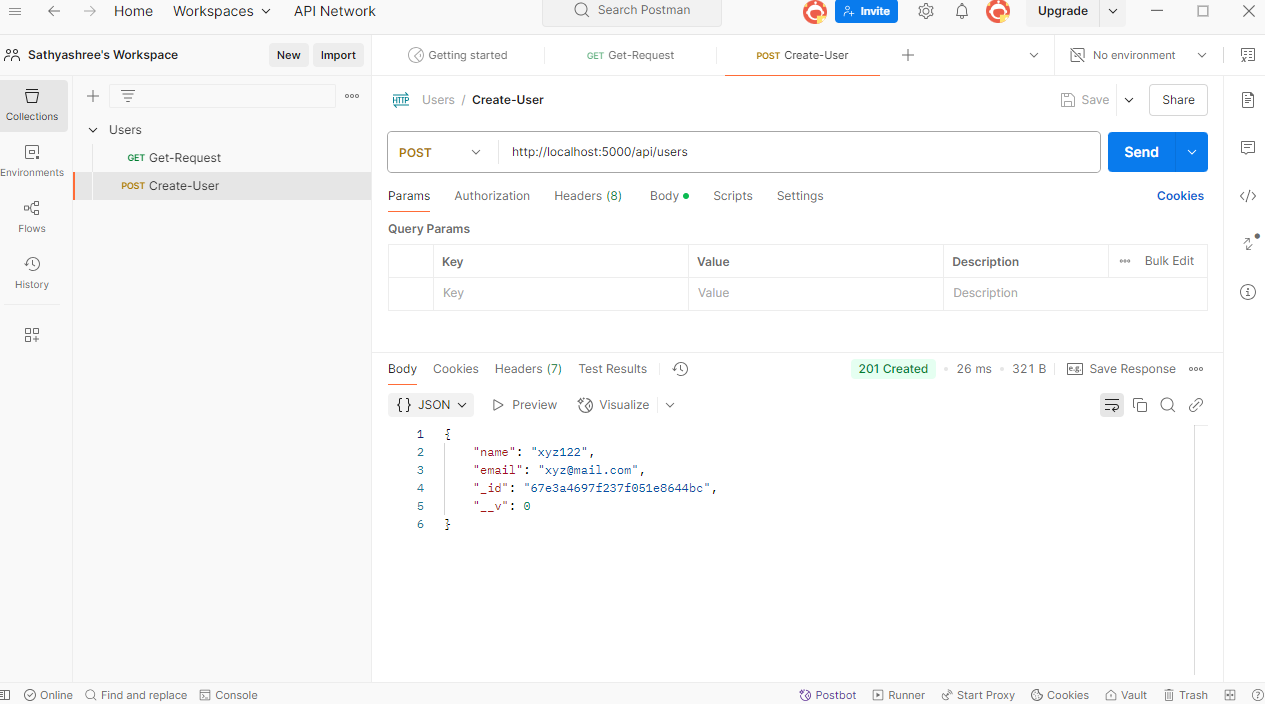 Home Workspaces API Network Search Postman Invite Upgrade
Sathyashree's Workspace New Import Getting started GET Get-Request POST Create-User No environment
Collections
Environments
Flows
History
Users
GET Get-Request
POST Create-User
HTTP Users / Create-User Save Share
POST http://localhost:5000/api/users Send
Params Authorization Headers (8) Body Scripts Settings Cookies
Query Params
Key Value Description Bulk Edit
Key Value Description
Body Cookies Headers (7) Test Results 201 Created 26 ms 321 B e.g. Save Response
{} JSON Preview Visualize
1 {
2 "name": "xyz122",
3 "email": "xyz@mail.com",
4 "_id": "67e3a4697f237f051e8644bc",
5 "__v": 0
6 }
Online Find and replace Console Postbot Runner Start Proxy Cookies Vault Trash